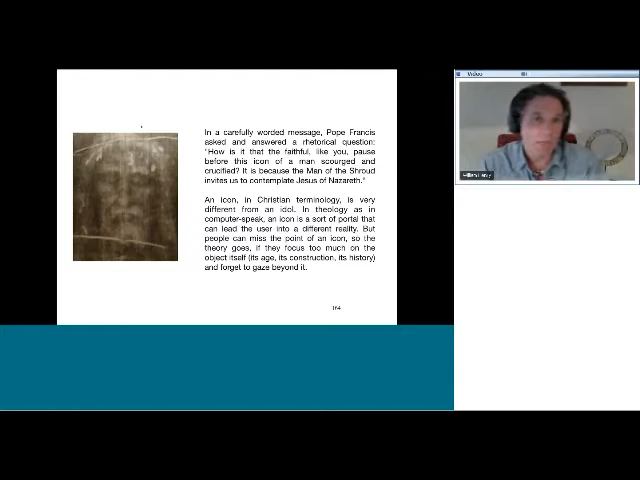 Video
In a carefully worded message, Pope Francis
asked and answered a rhetorical question:
"How is it that the faithful, like you, pause
before this icon of a man scourged and
crucified? It is because the Man of the Shroud
invites us to contemplate Jesus of Nazareth."
An icon, in Christian terminology, is very
different from an idol. In theology as in
computer-speak, an icon is a sort of portal that
can lead the user into a different reality. But
people can miss the point of an icon, so the
theory goes, if they focus too much on the
object itself (its age, its construction, its history)
and forget to gaze beyond it.
164
William Henry